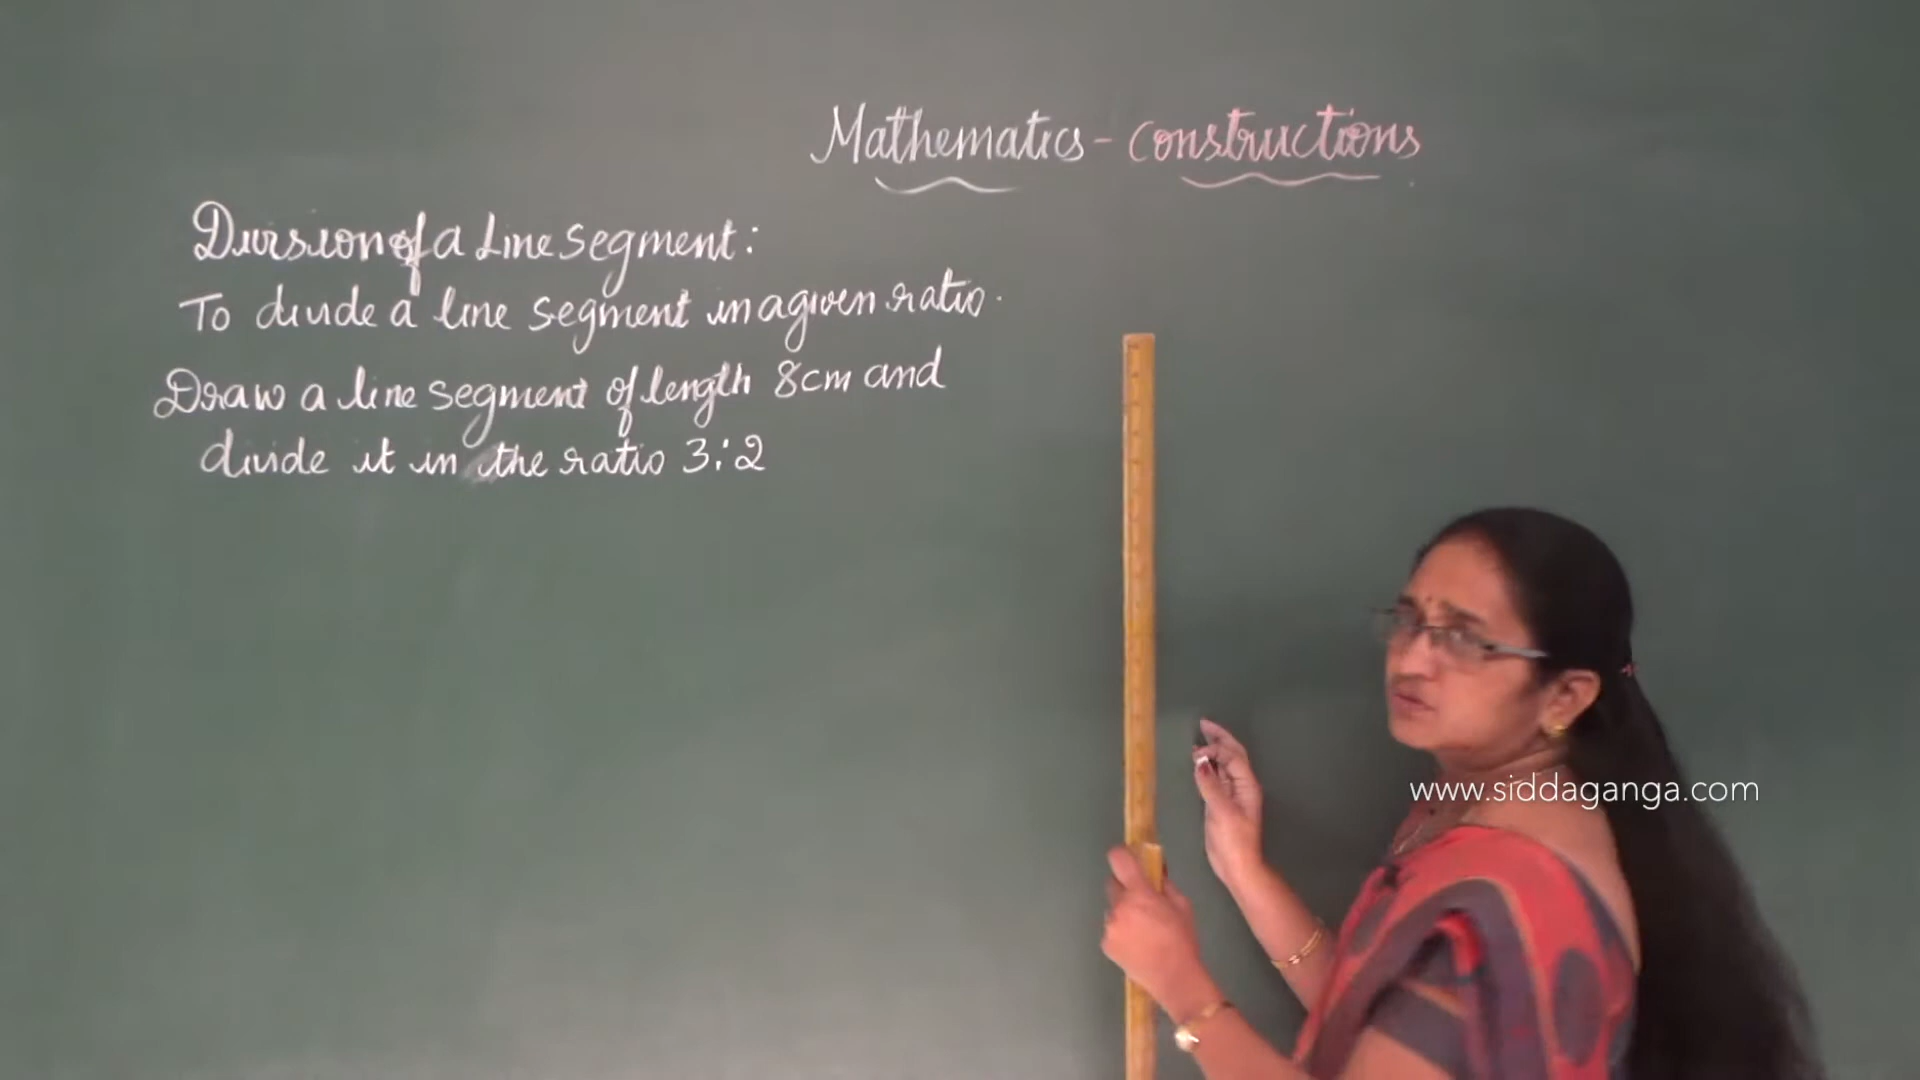 Mathematics - Constructions
Division of a Line Segment:
To divide a line segment in a given ratio.
Draw a line segment of length 8cm and
divide it in the ratio 3:2
www.siddaganga.com